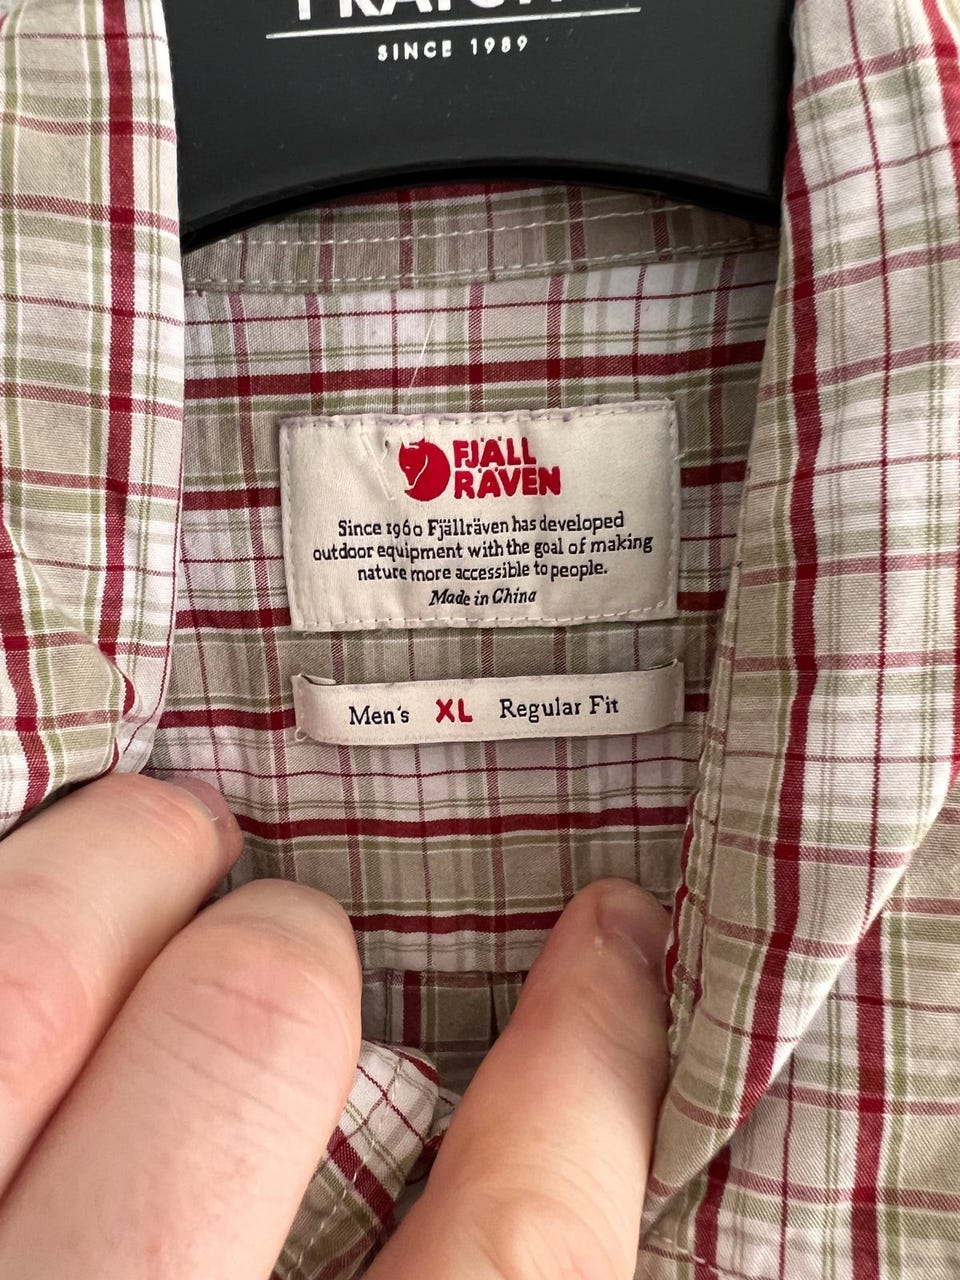 SINCE 1989
FJÄLL
RÄVEN
Since 1960 Fjällräven has developed
outdoor equipment with the goal of making
nature more accessible to people.
Made in China
Men's XL Regular Fit